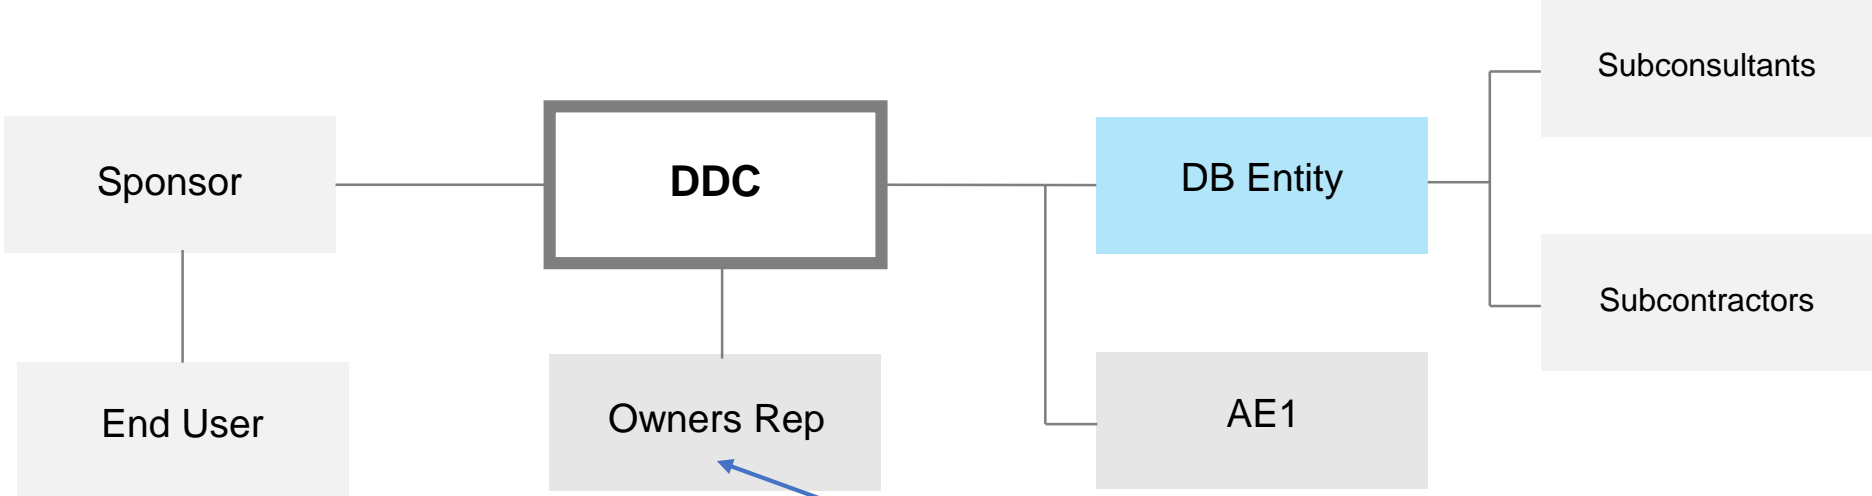 Subconsultants
Sponsor
DDC
DB Entity
Subcontractors
End User
Owners Rep
AE1